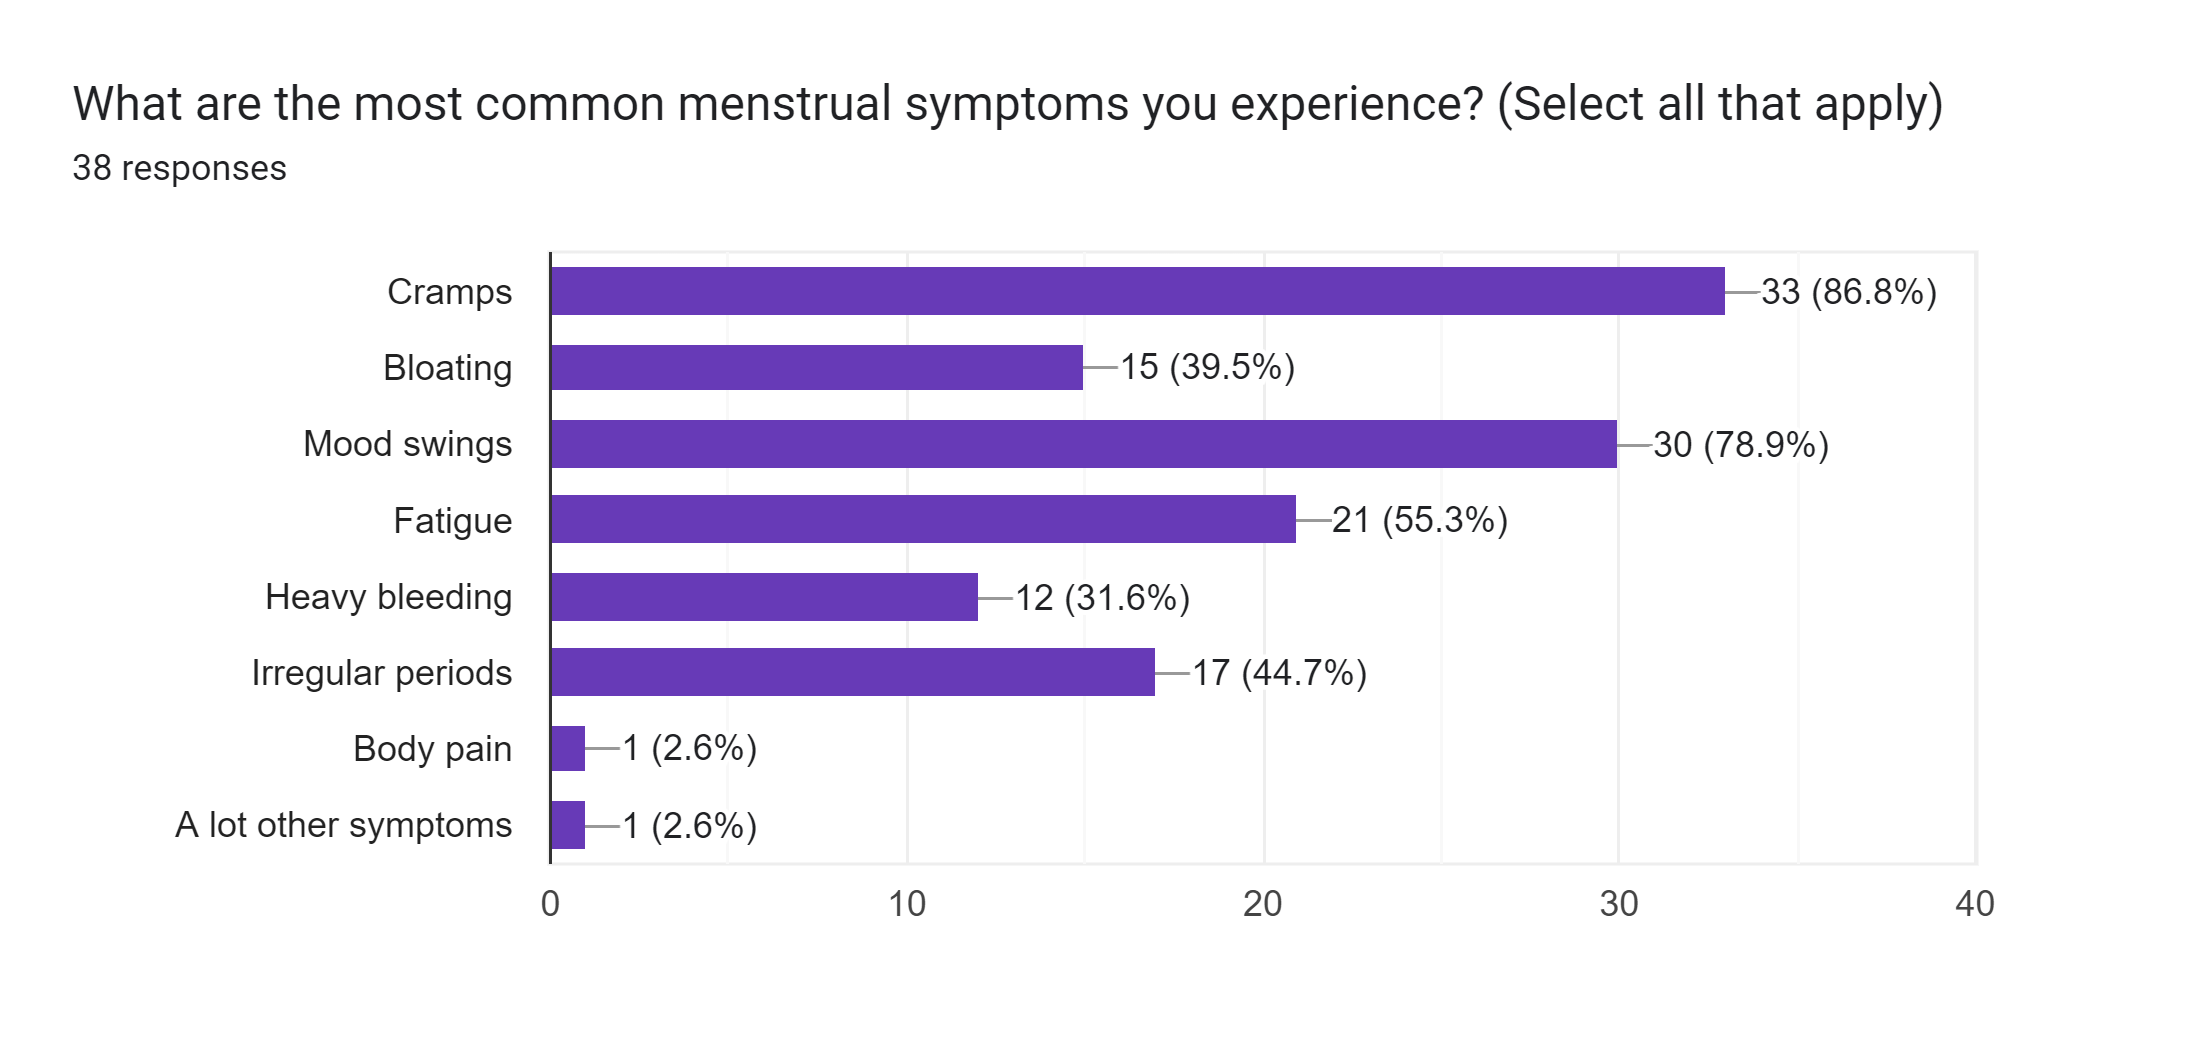 What are the most common menstrual symptoms you experience? (Select all that apply)
38 responses
Cramps 33 (86.8%)
Bloating 15 (39.5%)
Mood swings 30 (78.9%)
Fatigue 21 (55.3%)
Heavy bleeding 12 (31.6%)
Irregular periods 17 (44.7%)
Body pain 1 (2.6%)
A lot other symptoms 1 (2.6%)
0 10 20 30 40